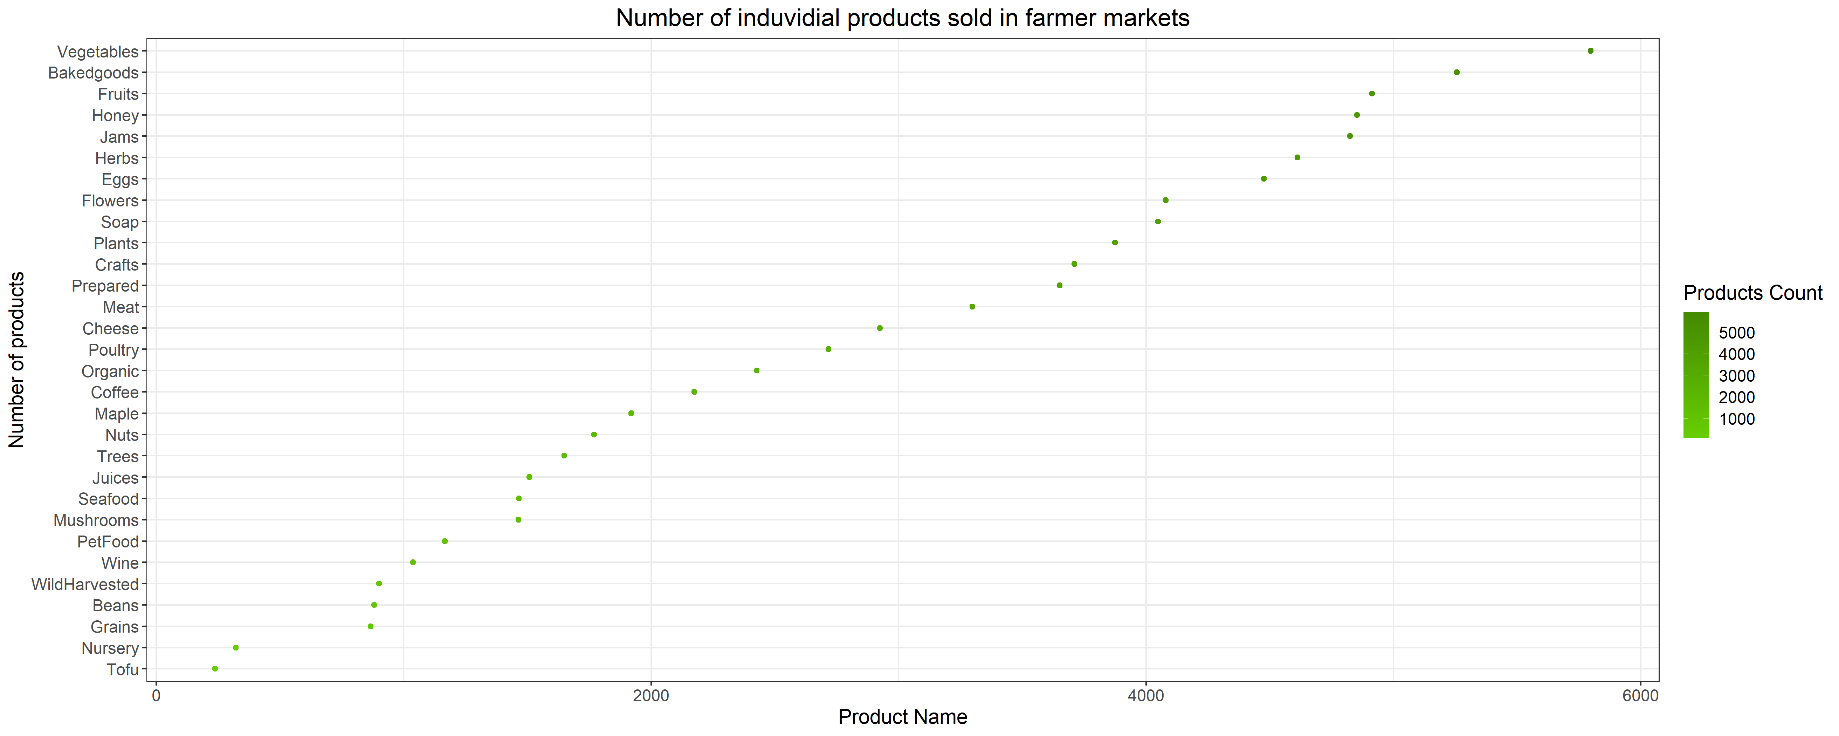 Number of induvidial products sold in farmer markets
Number of products
Vegetables
Bakedgoods
Fruits
Honey
Jams
Herbs
Eggs
Flowers
Soap
Plants
Crafts
Prepared
Meat
Cheese
Poultry
Organic
Coffee
Maple
Nuts
Trees
Juices
Seafood
Mushrooms
PetFood
Wine
WildHarvested
Beans
Grains
Nursery
Tofu
0 2000 4000 6000
Product Name
Products Count
5000
4000
3000
2000
1000